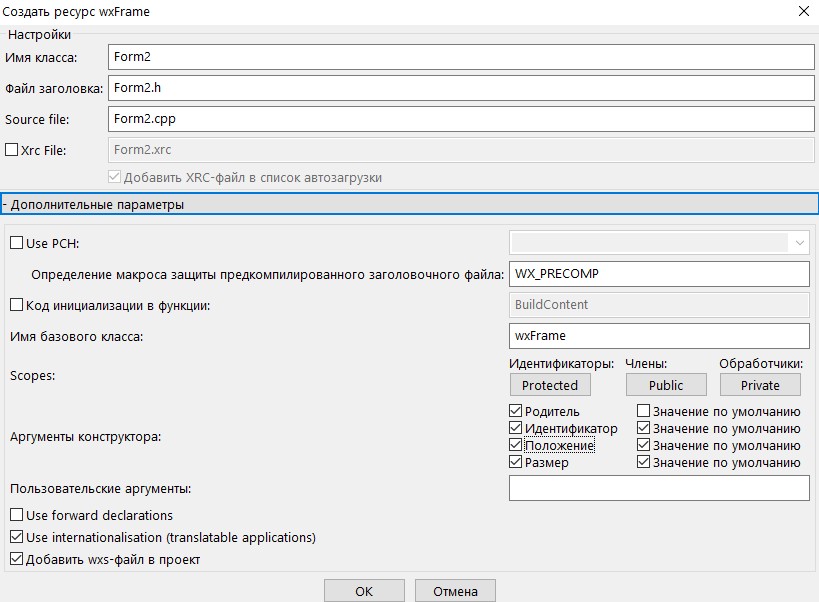 Создать ресурс wxFrame
Настройки
Имя класса: Form2
Файл заголовка: Form2.h
Source file: Form2.cpp
Xrc File: Form2.xrc
Добавить XRC-файл в список автозагрузки
- Дополнительные параметры
Use PCH:
Определение макроса защиты предкомпилированного заголовочного файла: WX_PRECOMP
Код инициализации в функции: BuildContent
Имя базового класса: wxFrame
Идентификаторы: Члены: Обработчики:
Scopes: Protected Public Private
Родитель Значение по умолчанию
Идентификатор Значение по умолчанию
Аргументы конструктора:
Положение Значение по умолчанию
Размер Значение по умолчанию
Пользовательские аргументы:
Use forward declarations
Use internationalisation (translatable applications)
Добавить wxs-файл в проект
OK Отмена